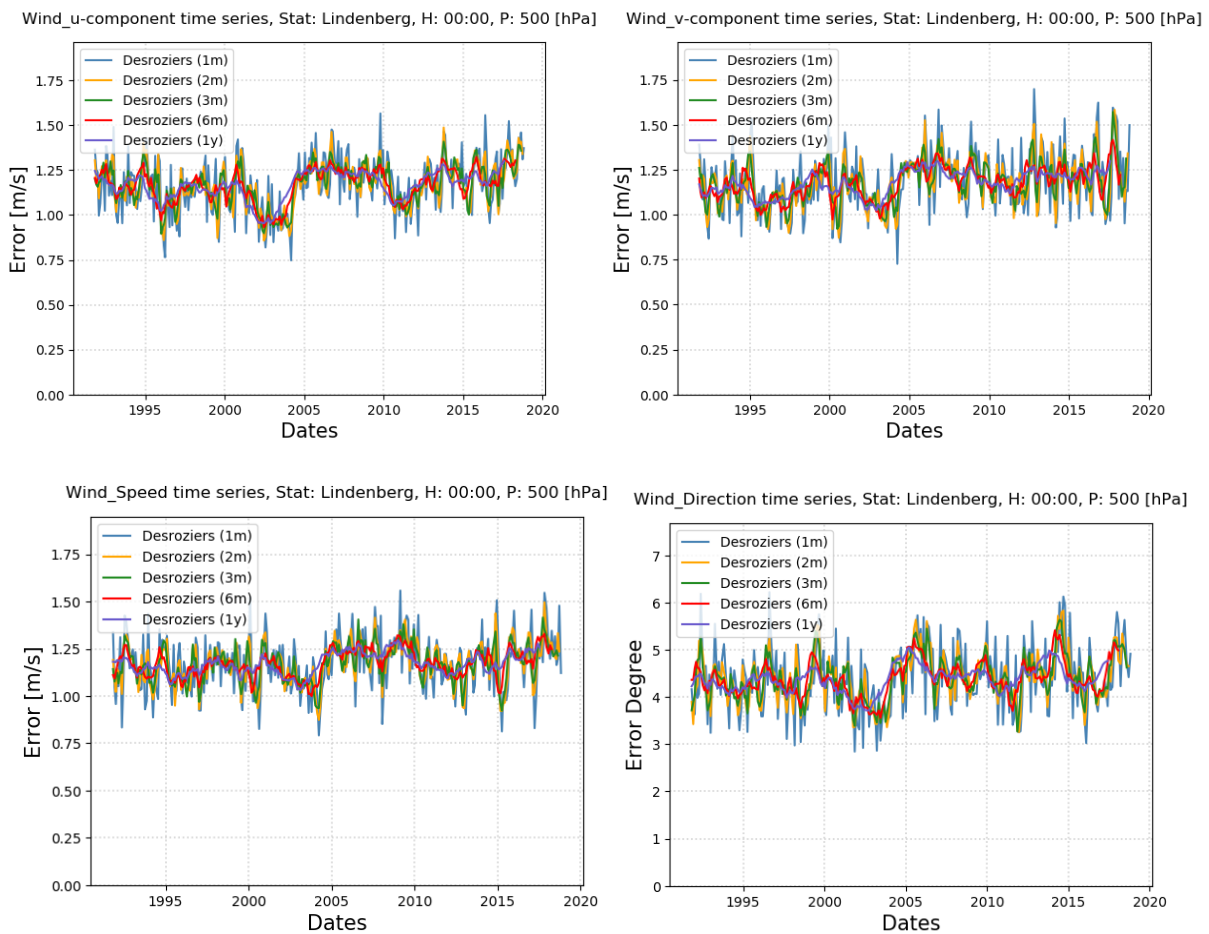 Wind_u-component time series, Stat: Lindenberg, H: 00:00, P: 500 [hPa]
Desroziers (1m)
Desroziers (2m)
Desroziers (3m)
Desroziers (6m)
Desroziers (1y)
Error [m/s]
1.75
1.50
1.25
1.00
0.75
0.50
0.25
0.00
1995 2000 2005 2010 2015 2020
Dates
Wind_v-component time series, Stat: Lindenberg, H: 00:00, P: 500 [hPa]
Desroziers (1m)
Desroziers (2m)
Desroziers (3m)
Desroziers (6m)
Desroziers (1y)
Error [m/s]
1.75
1.50
1.25
1.00
0.75
0.50
0.25
0.00
1995 2000 2005 2010 2015 2020
Dates
Wind_Speed time series, Stat: Lindenberg, H: 00:00, P: 500 [hPa]
Desroziers (1m)
Desroziers (2m)
Desroziers (3m)
Desroziers (6m)
Desroziers (1y)
Error [m/s]
1.75
1.50
1.25
1.00
0.75
0.50
0.25
0.00
1995 2000 2005 2010 2015 2020
Dates
Wind_Direction time series, Stat: Lindenberg, H: 00:00, P: 500 [hPa]
Desroziers (1m)
Desroziers (2m)
Desroziers (3m)
Desroziers (6m)
Desroziers (1y)
Error Degree
7
6
5
4
3
2
1
0
1995 2000 2005 2010 2015 2020
Dates